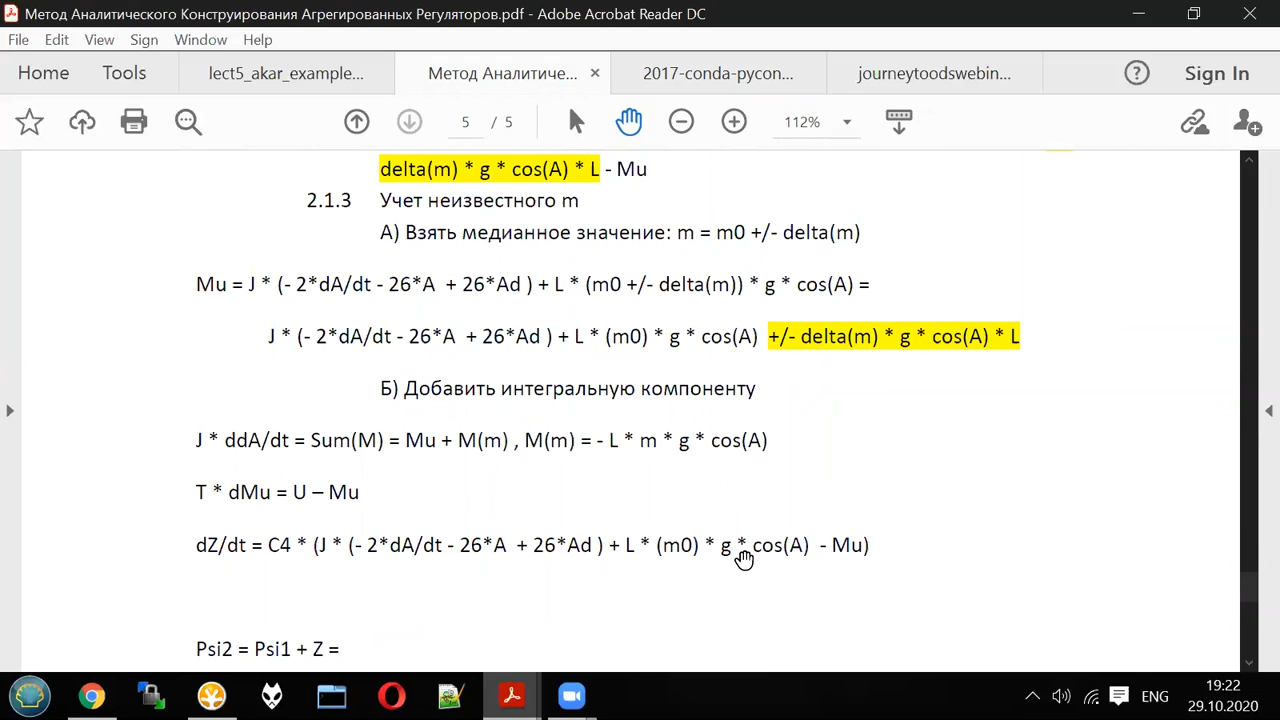 Метод Аналитического Конструирования Агрегированных Регуляторов.pdf - Adobe Acrobat Reader DC
File Edit View Sign Window Help
Home Tools lect5_akar_example... Метод Аналитиче... × 2017-conda-pycon... journeytoodswebin... ? Sign In
5 / 5 112%
delta(m) * g * cos(A) * L - Mu
2.1.3 Учет неизвестного m
А) Взять медианное значение: m = m0 +/- delta(m)
Mu = J * (- 2*dA/dt - 26*A + 26*Ad ) + L * (m0 +/- delta(m)) * g * cos(A) =
J * (- 2*dA/dt - 26*A + 26*Ad ) + L * (m0) * g * cos(A) +/- delta(m) * g * cos(A) * L
Б) Добавить интегральную компоненту
J * ddA/dt = Sum(M) = Mu + M(m) , M(m) = - L * m * g * cos(A)
T * dMu = U – Mu
dZ/dt = C4 * (J * (- 2*dA/dt - 26*A + 26*Ad ) + L * (m0) * g * cos(A) - Mu)
Psi2 = Psi1 + Z =
ENG 19:22
29.10.2020